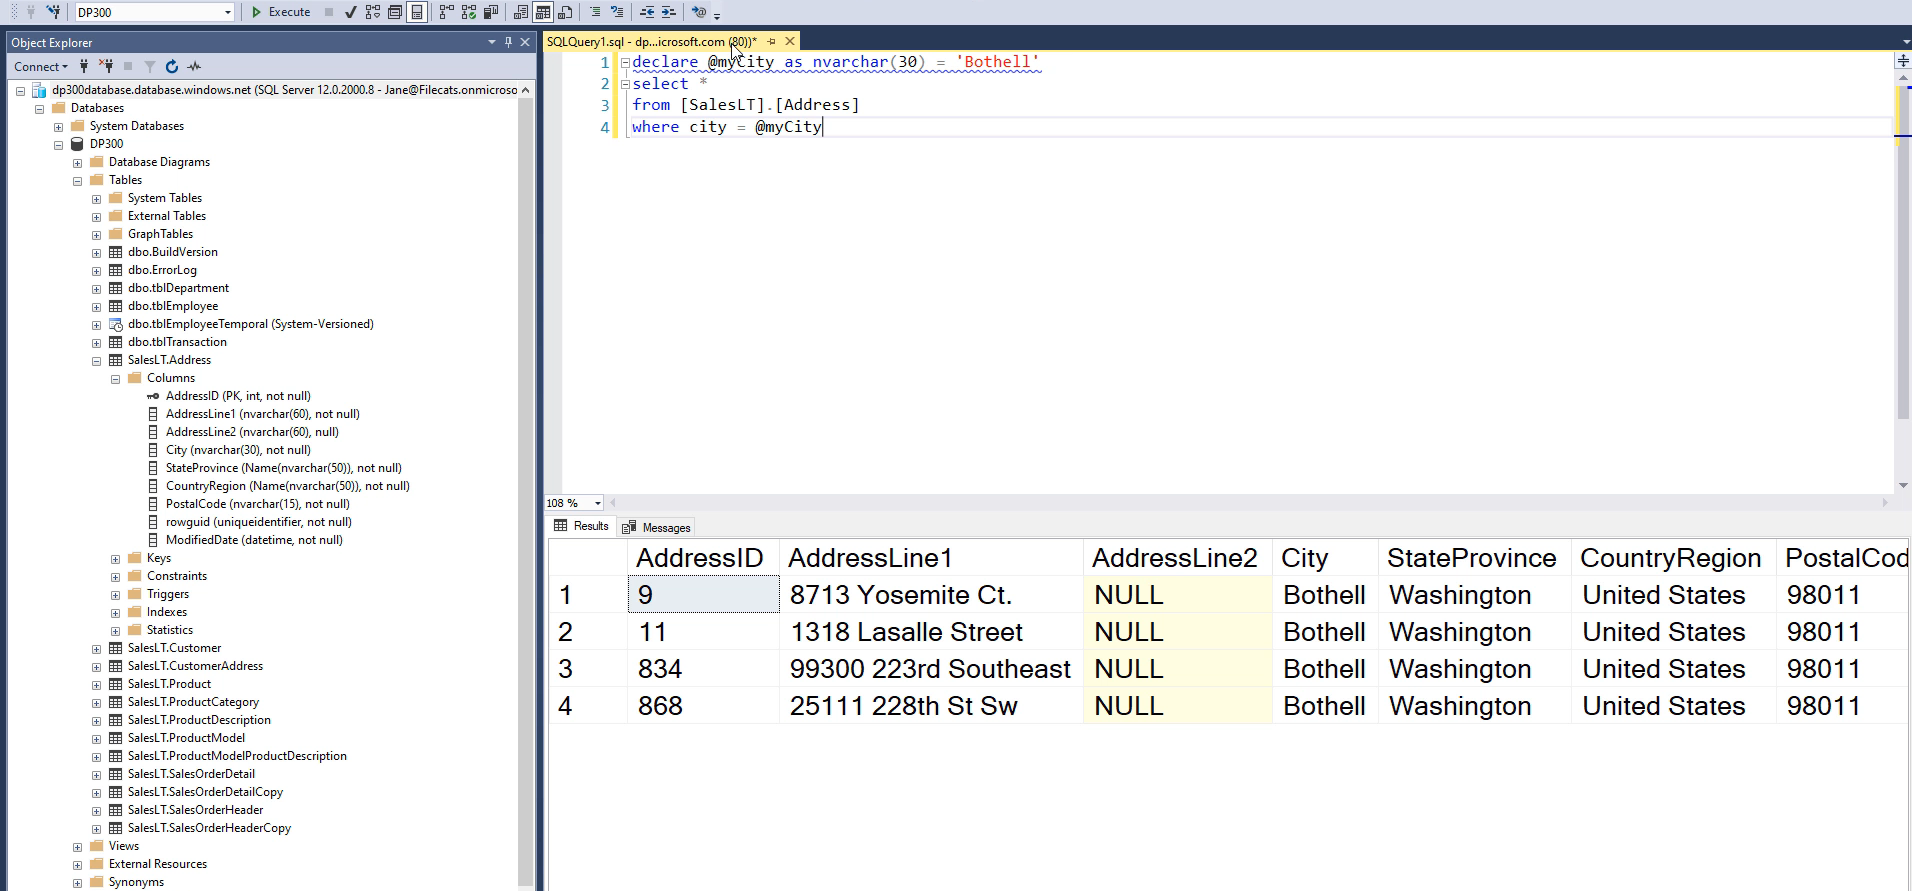 DP300
Execute
Object Explorer
Connect
dp300database.database.windows.net (SQL Server 12.0.2000.8 - Jane@Filecats.onmicroso
Databases
System Databases
DP300
Database Diagrams
Tables
System Tables
External Tables
GraphTables
dbo.BuildVersion
dbo.ErrorLog
dbo.tblDepartment
dbo.tblEmployee
dbo.tblEmployeeTemporal (System-Versioned)
dbo.tblTransaction
SalesLT.Address
Columns
AddressID (PK, int, not null)
AddressLine1 (nvarchar(60), not null)
AddressLine2 (nvarchar(60), null)
City (nvarchar(30), not null)
StateProvince (Name(nvarchar(50)), not null)
CountryRegion (Name(nvarchar(50)), not null)
PostalCode (nvarchar(15), not null)
rowguid (uniqueidentifier, not null)
ModifiedDate (datetime, not null)
Keys
Constraints
Triggers
Indexes
Statistics
SalesLT.Customer
SalesLT.CustomerAddress
SalesLT.Product
SalesLT.ProductCategory
SalesLT.ProductDescription
SalesLT.ProductModel
SalesLT.ProductModelProductDescription
SalesLT.SalesOrderDetail
SalesLT.SalesOrderDetailCopy
SalesLT.SalesOrderHeader
SalesLT.SalesOrderHeaderCopy
Views
External Resources
Synonyms
SQLQuery1.sql - dp...icrosoft.com (80))*
1 declare @myCity as nvarchar(30) = 'Bothell'
2 select *
3 from [SalesLT].[Address]
4 where city = @myCity
108 %
Results Messages
AddressID AddressLine1 AddressLine2 City StateProvince CountryRegion PostalCod
1 9 8713 Yosemite Ct. NULL Bothell Washington United States 98011
2 11 1318 Lasalle Street NULL Bothell Washington United States 98011
3 834 99300 223rd Southeast NULL Bothell Washington United States 98011
4 868 25111 228th St Sw NULL Bothell Washington United States 98011